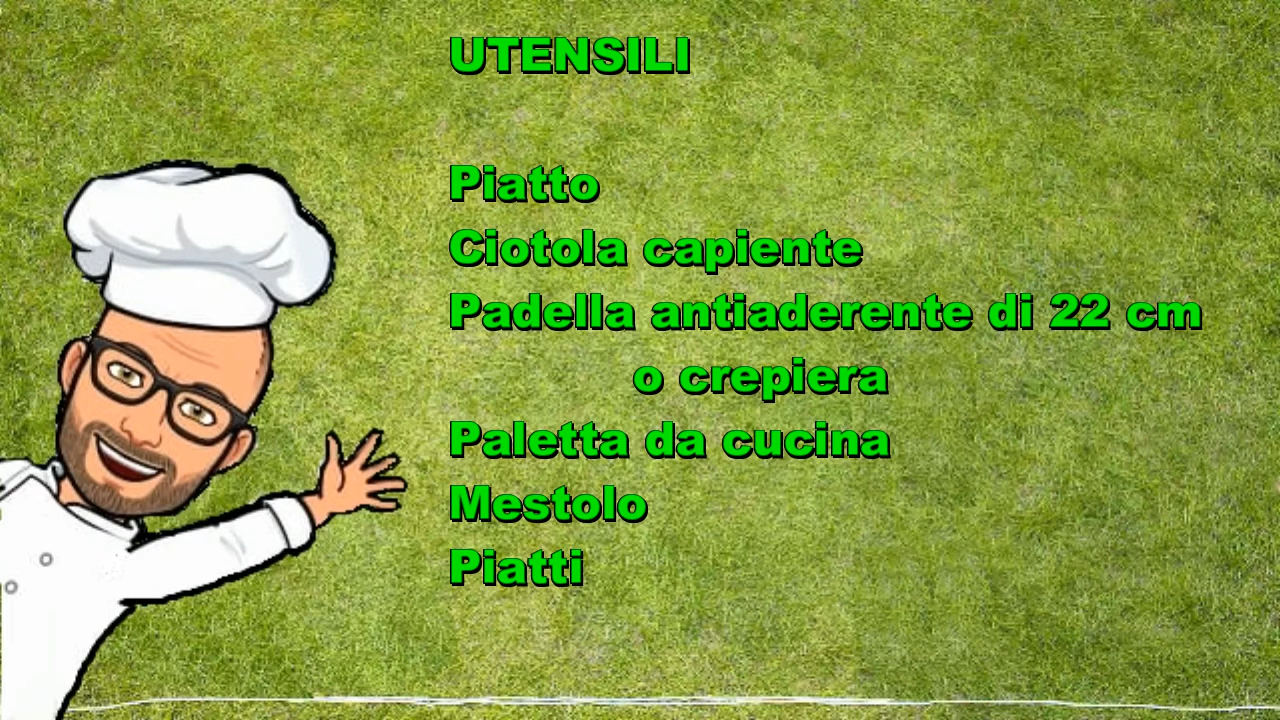 UTENSILI
Piatto
Ciotola capiente
Padella antiaderente di 22 cm
o crepiera
Paletta da cucina
Mestolo
Piatti